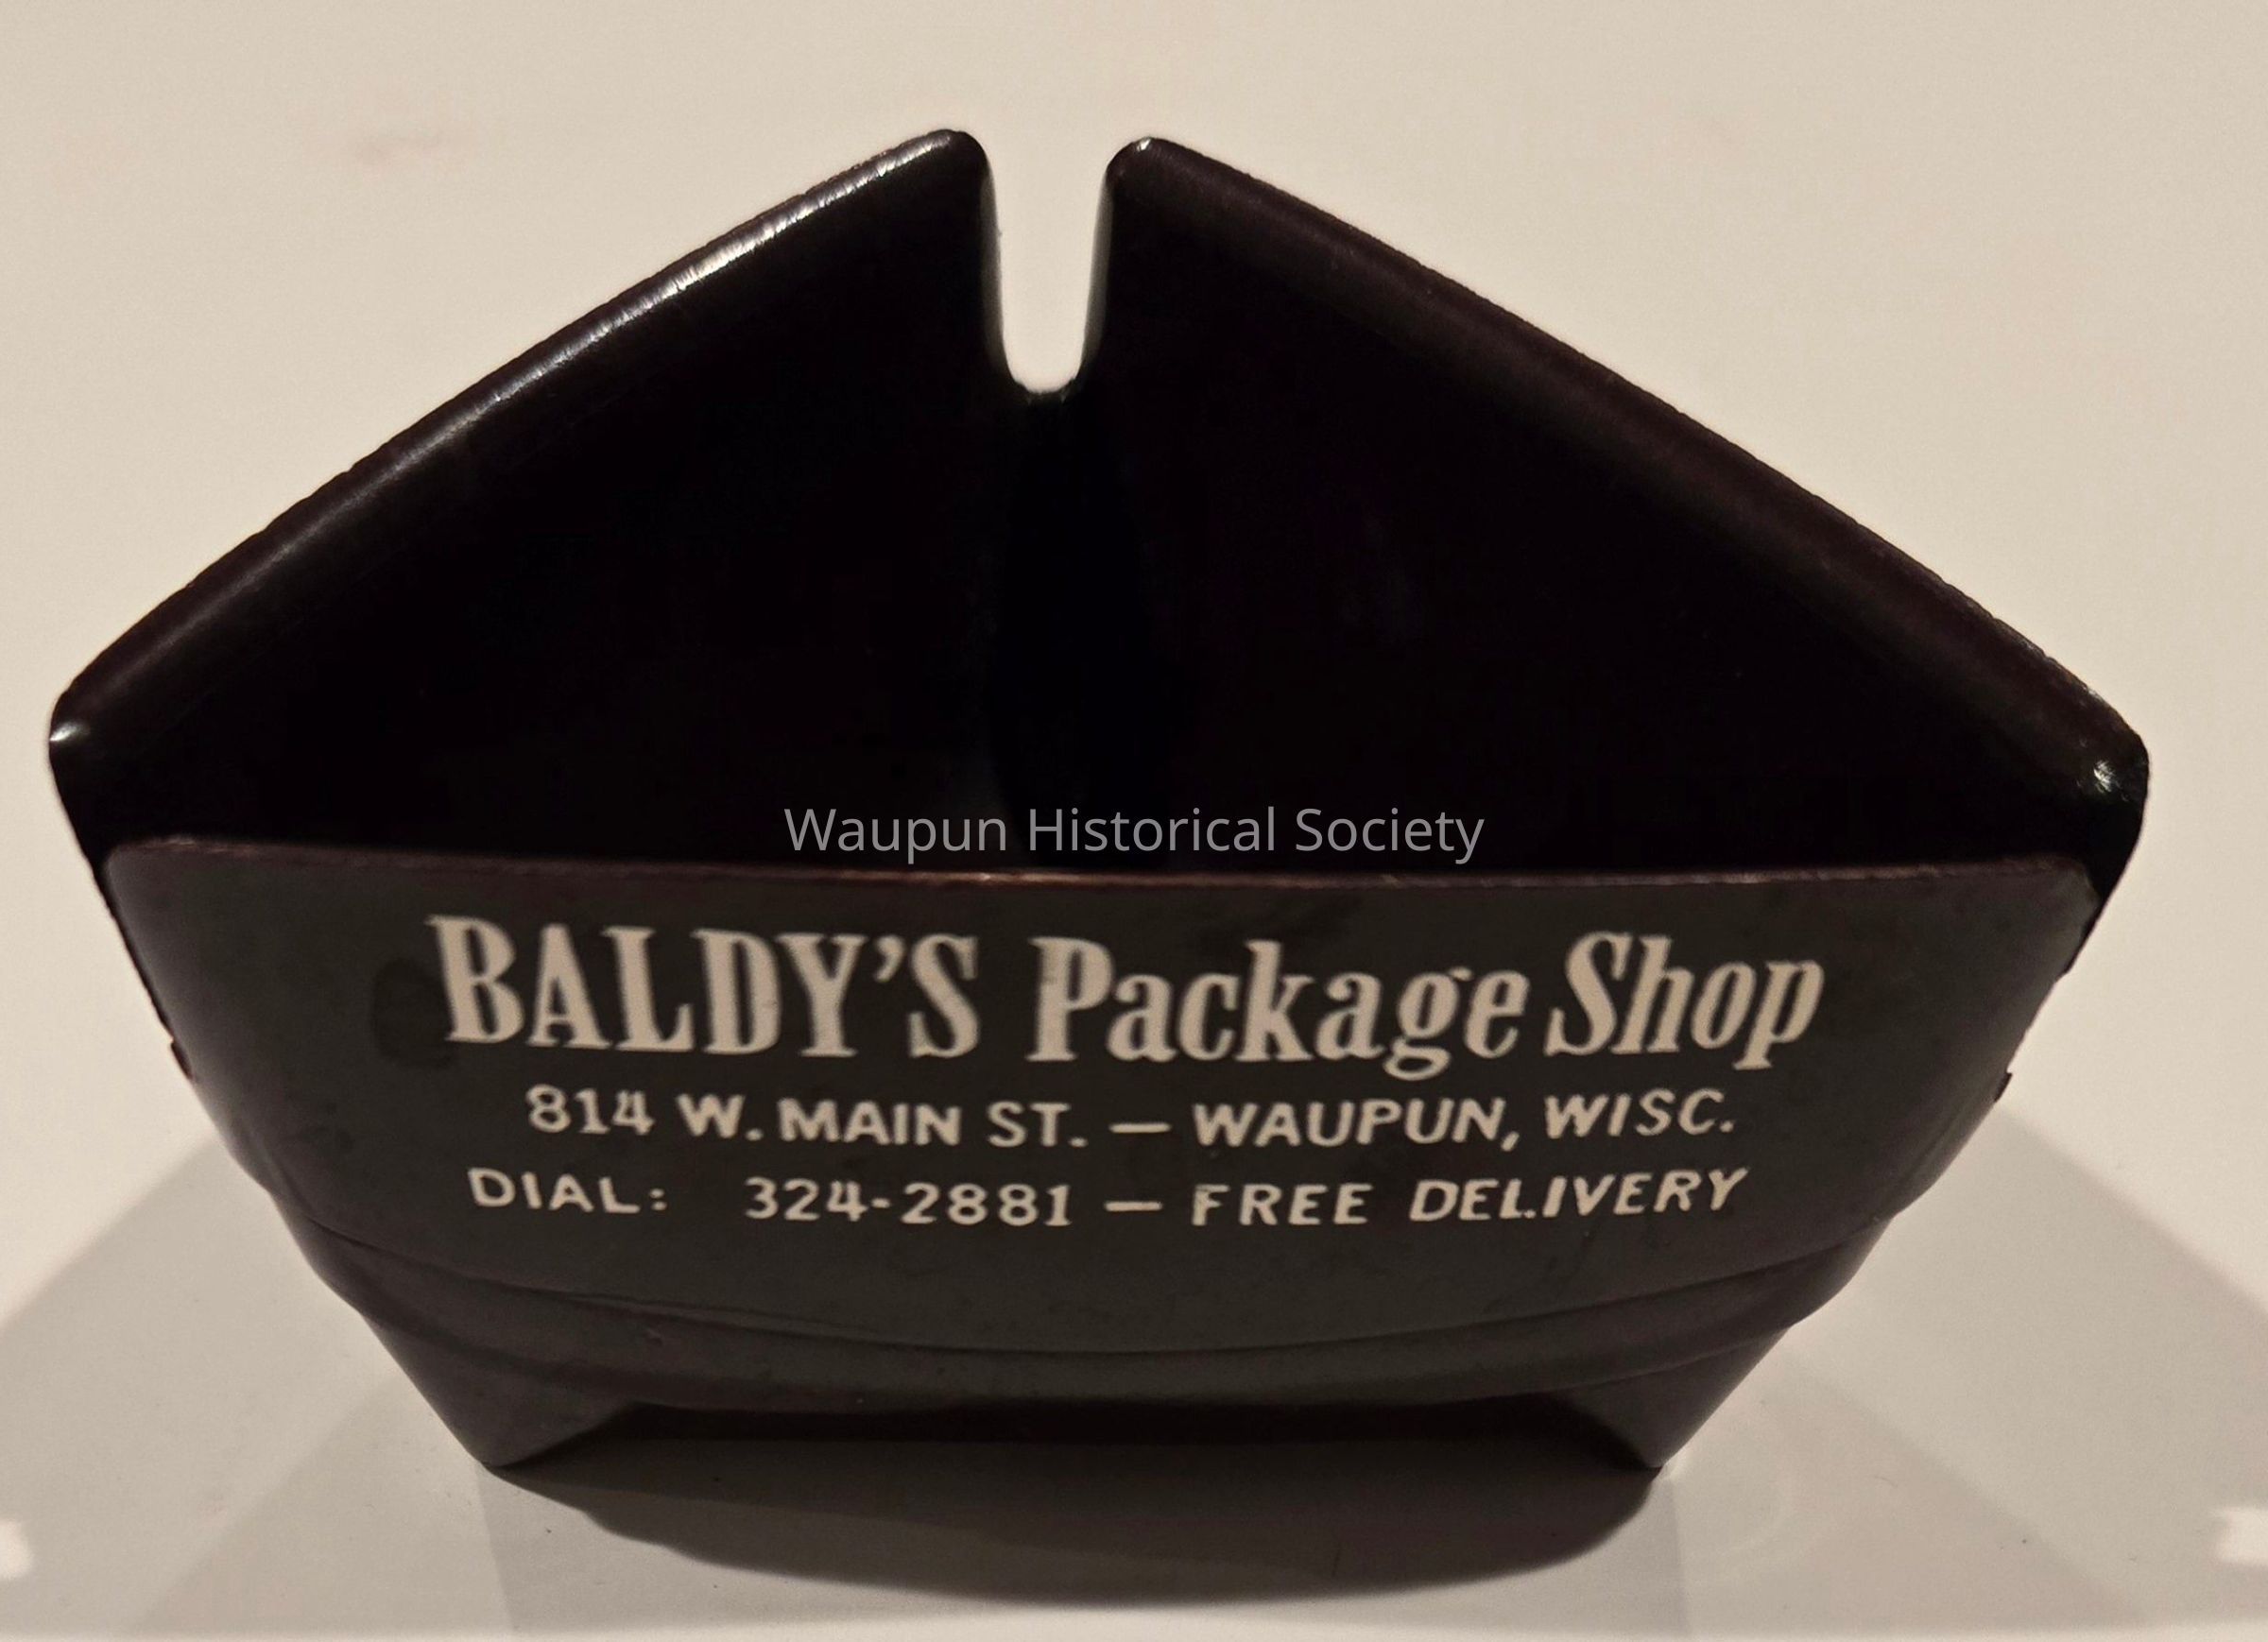 Waupun Historical Society
BALDY'S Package Shop
814 W. MAIN ST. — WAUPUN, WISC.
DIAL: 324-2881 — FREE DELIVERY